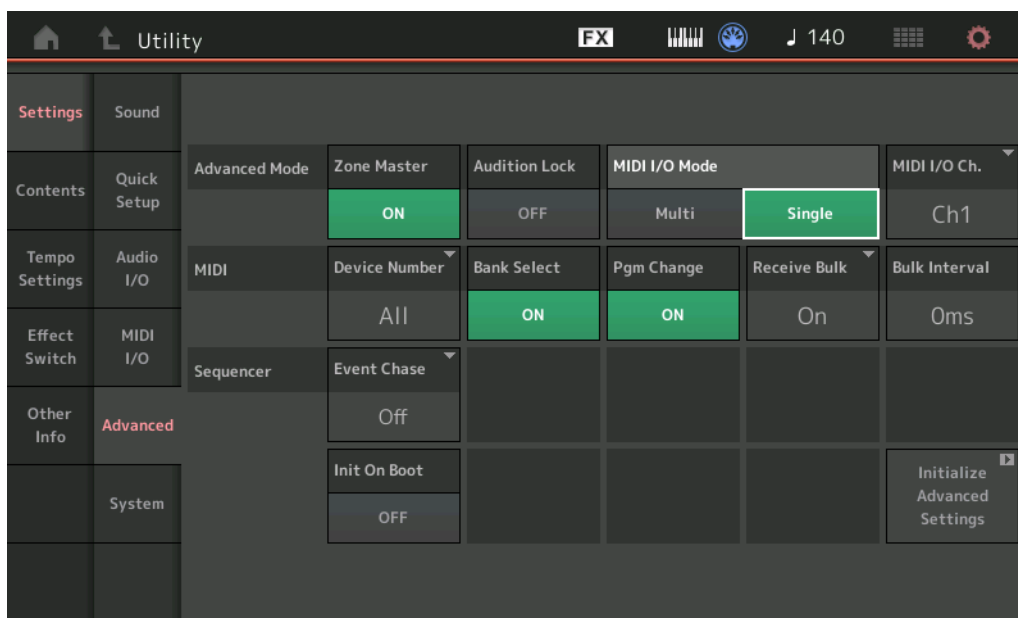 Utility
FX
♩ 140
Settings
Contents
Tempo
Settings
Effect
Switch
Other
Info
Sound
Quick
Setup
Audio
I/O
MIDI
I/O
Advanced
System
Advanced Mode
Zone Master
ON
Audition Lock
OFF
MIDI I/O Mode
Multi
Single
MIDI I/O Ch.
Ch1
MIDI
Device Number
All
Bank Select
ON
Pgm Change
ON
Receive Bulk
On
Bulk Interval
0ms
Sequencer
Event Chase
Off
Init On Boot
OFF
Initialize
Advanced
Settings